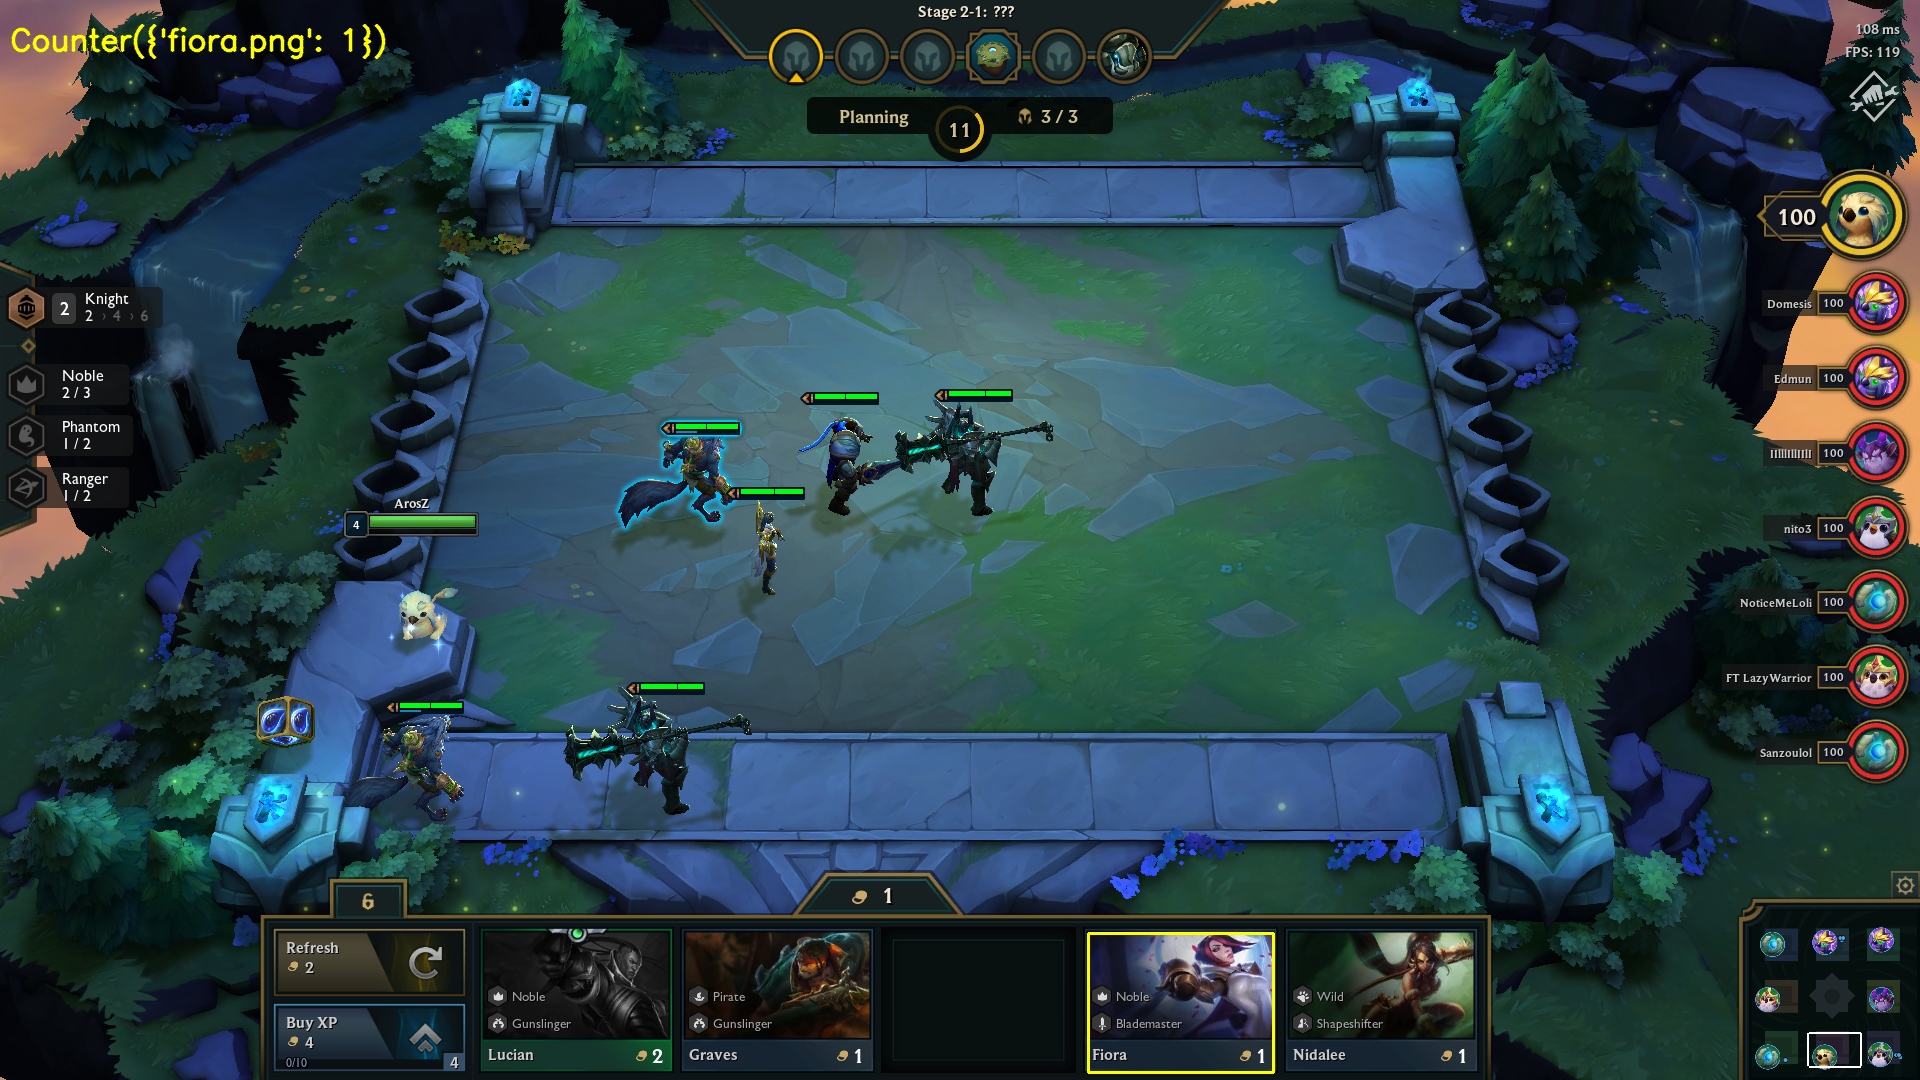 Counter({'fiora.png': 1})
Stage 2-1: ???
108 ms
FPS: 119
Planning
11
3 / 3
100
Domesis 100
Edmun 100
IIIIIIIIIIII 100
nito3 100
NoticeMeLoli 100
FT LazyWarrior 100
Sanzoulol 100
2 Knight
2 › 4 › 6
Noble
2 / 3
Phantom
1 / 2
Ranger
1 / 2
ArosZ
4
6
1
Refresh
2
Buy XP
4
0/10
4
Noble
Gunslinger
Lucian 2
Pirate
Gunslinger
Graves 1
Noble
Blademaster
Fiora 1
Wild
Shapeshifter
Nidalee 1